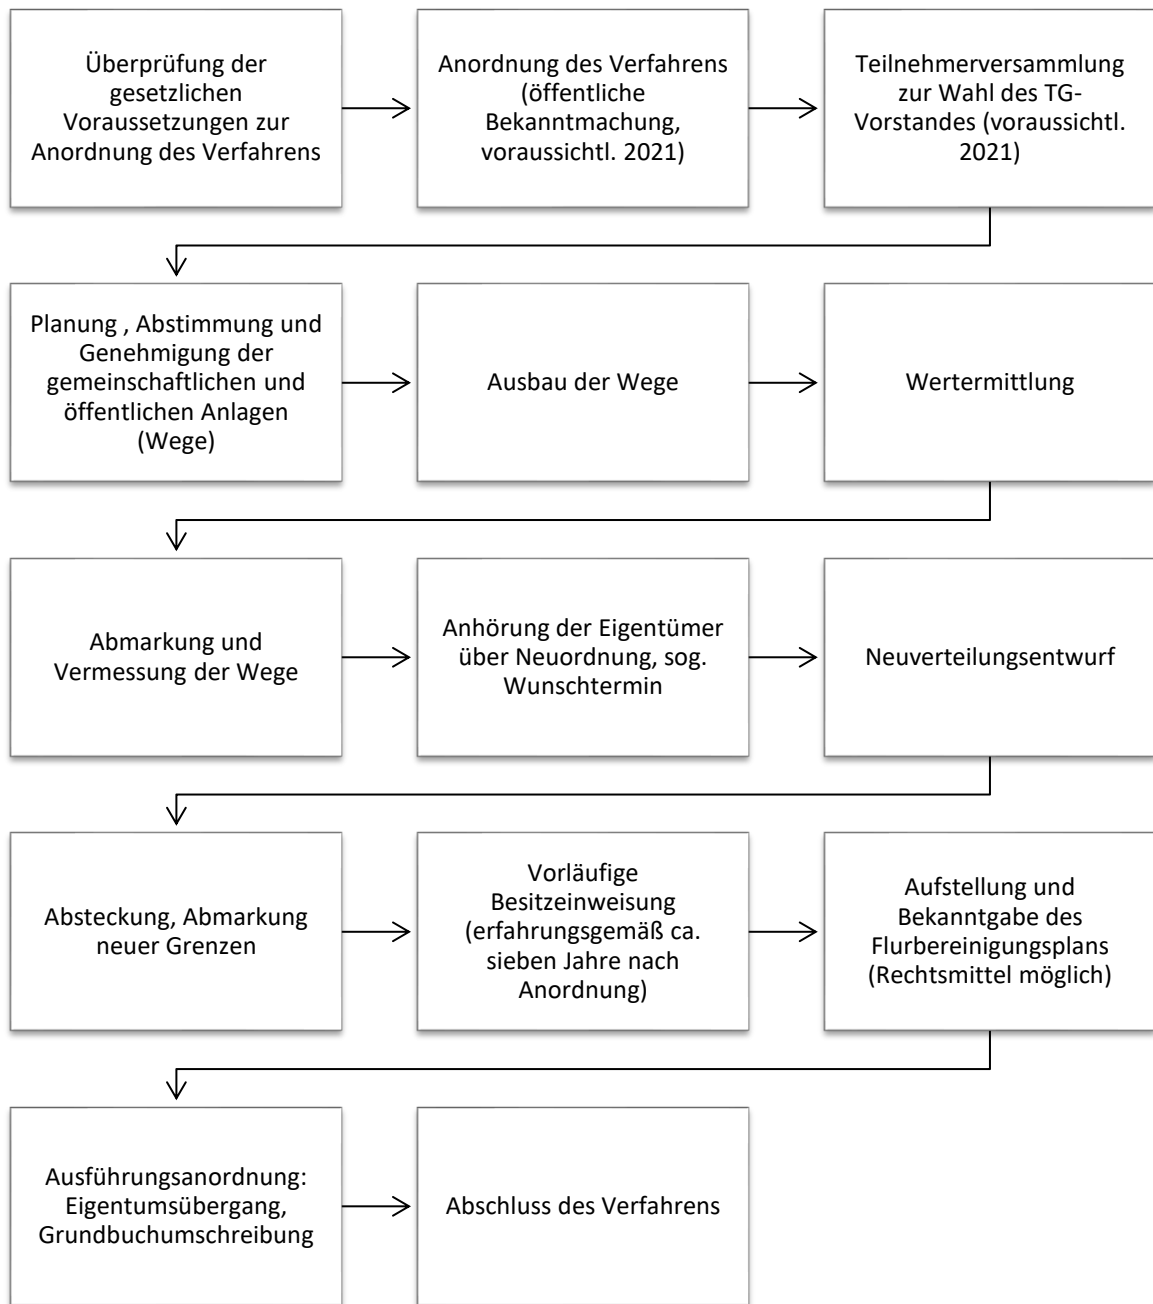 Überprüfung der
gesetzlichen
Voraussetzungen zur
Anordnung des Verfahrens
Anordnung des Verfahrens
(öffentliche
Bekanntmachung,
voraussichtl. 2021)
Teilnehmerversammlung
zur Wahl des TG-
Vorstandes (voraussichtl.
2021)
Planung , Abstimmung und
Genehmigung der
gemeinschaftlichen und
öffentlichen Anlagen
(Wege)
Ausbau der Wege
Wertermittlung
Abmarkung und
Vermessung der Wege
Anhörung der Eigentümer
über Neuordnung, sog.
Wunschtermin
Neuverteilungsentwurf
Absteckung, Abmarkung
neuer Grenzen
Vorläufige
Besitzeinweisung
(erfahrungsgemäß ca.
sieben Jahre nach
Anordnung)
Aufstellung und
Bekanntgabe des
Flurbereinigungsplans
(Rechtsmittel möglich)
Ausführungsanordnung:
Eigentumsübergang,
Grundbuchumschreibung
Abschluss des Verfahrens